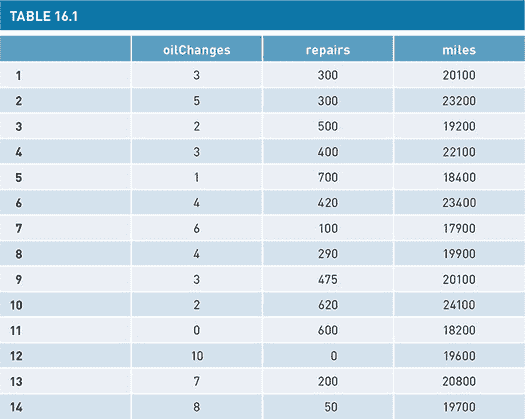 TABLE 16.1
oilChanges repairs miles
1 3 300 20100
2 5 300 23200
3 2 500 19200
4 3 400 22100
5 1 700 18400
6 4 420 23400
7 6 100 17900
8 4 290 19900
9 3 475 20100
10 2 620 24100
11 0 600 18200
12 10 0 19600
13 7 200 20800
14 8 50 19700